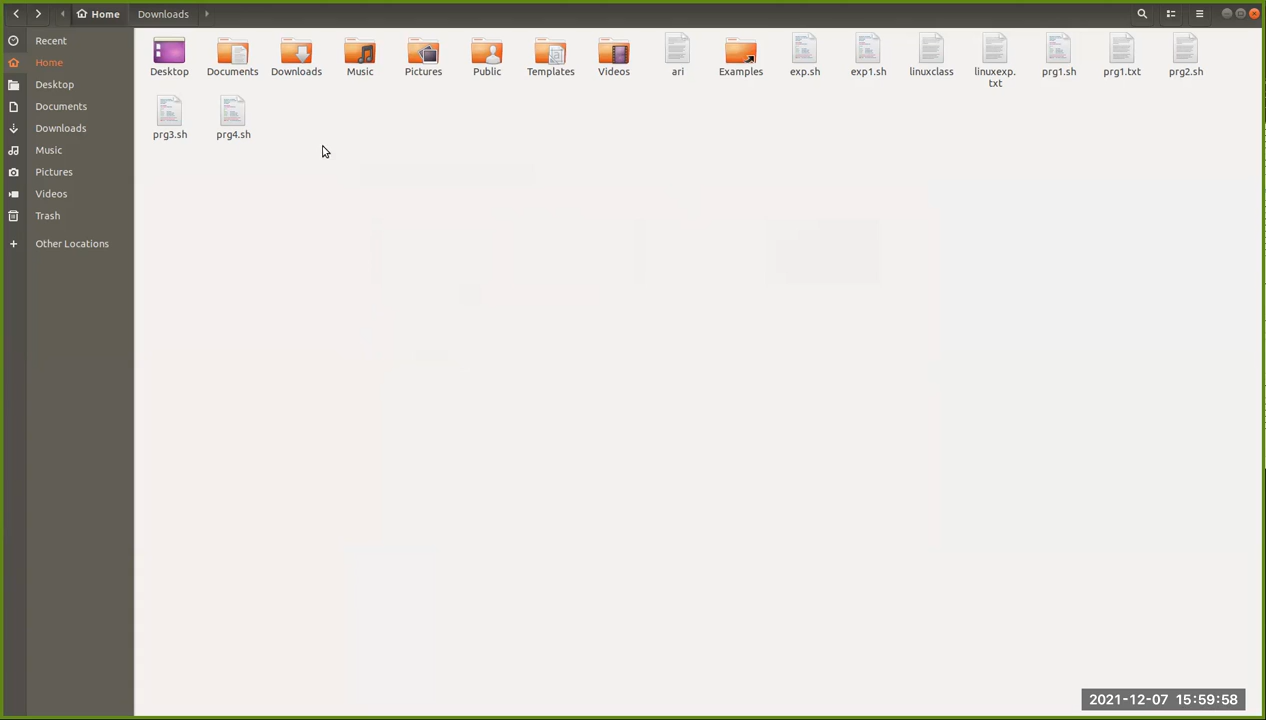 Home
Downloads
Recent
Home
Desktop
Documents
Downloads
Music
Pictures
Videos
Trash
Other Locations
Desktop
Documents
Downloads
Music
Pictures
Public
Templates
Videos
ari
Examples
exp.sh
exp1.sh
linuxclass
linuxexp.
txt
prg1.sh
prg1.txt
prg2.sh
prg3.sh
prg4.sh
2021-12-07 15:59:58